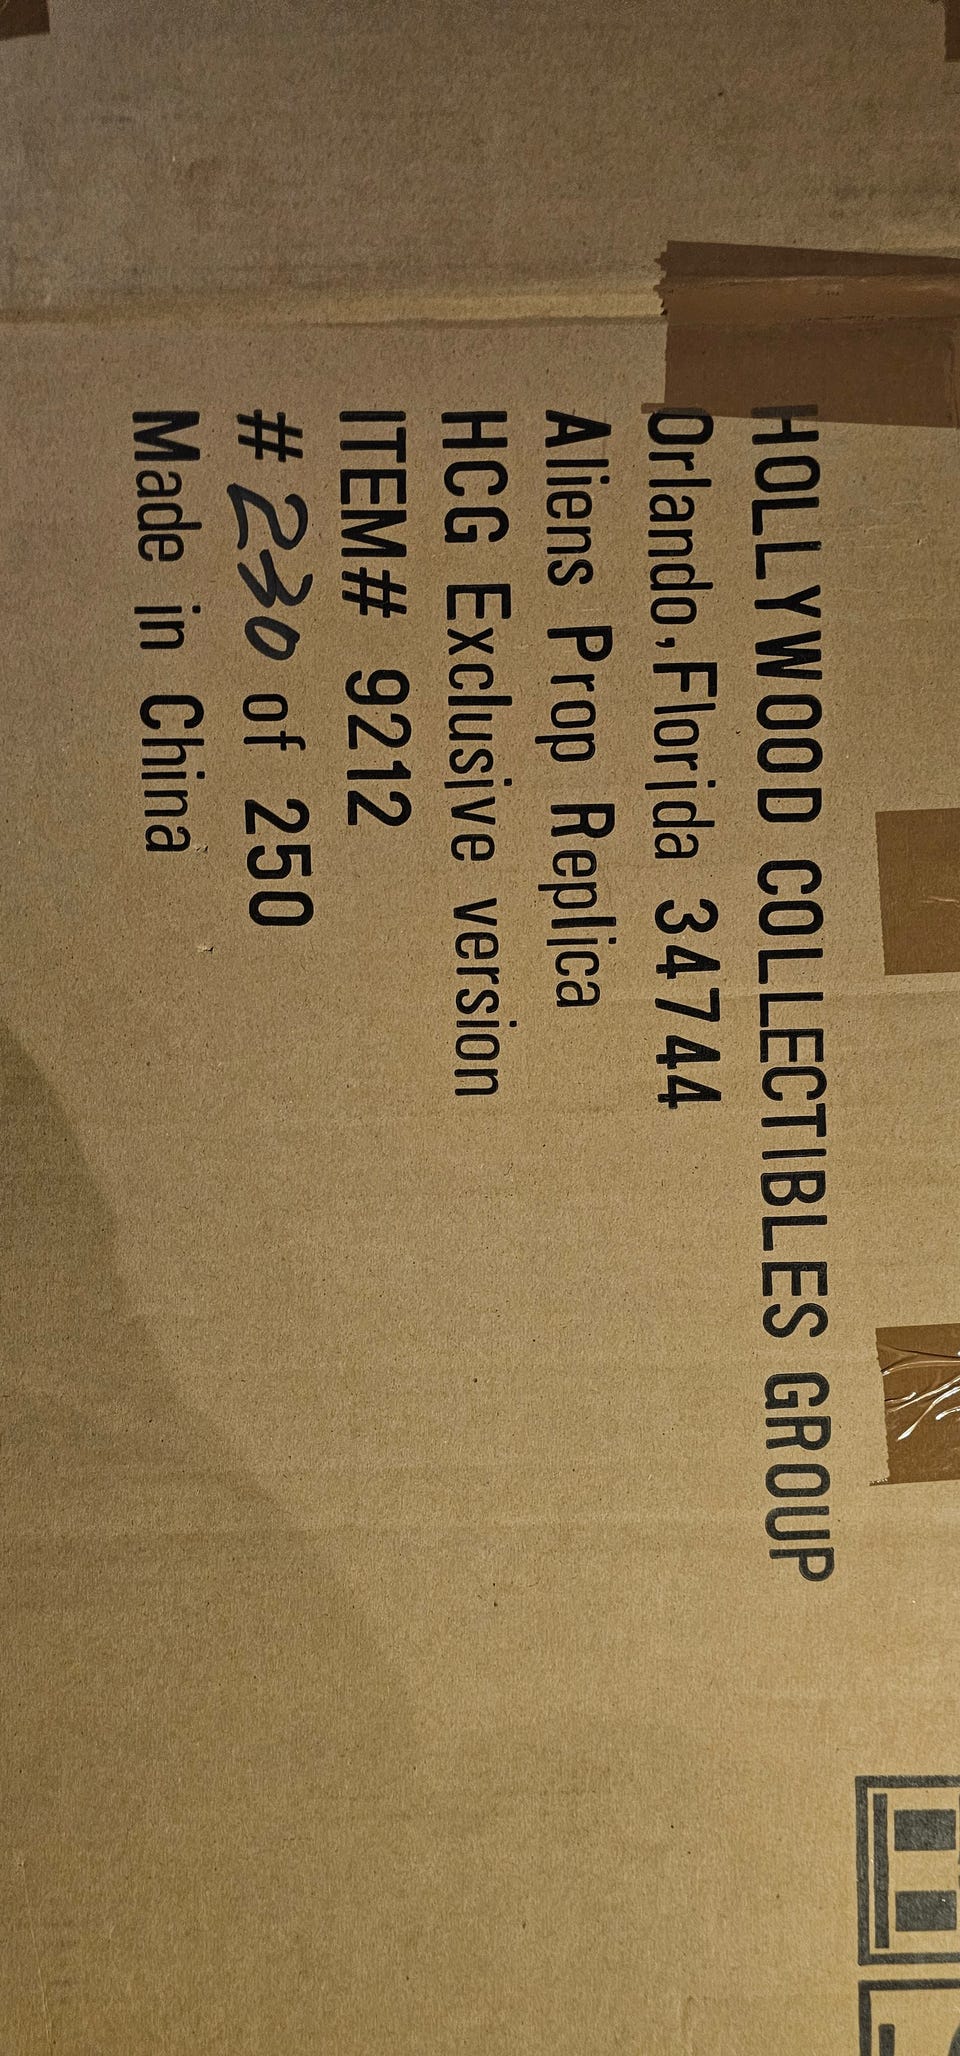 HOLLYWOOD COLLECTIBLES GROUP
Orlando,Florida 34744
Aliens Prop Replica
HCG Exclusive version
ITEM# 9212
# 230 of 250
Made in China